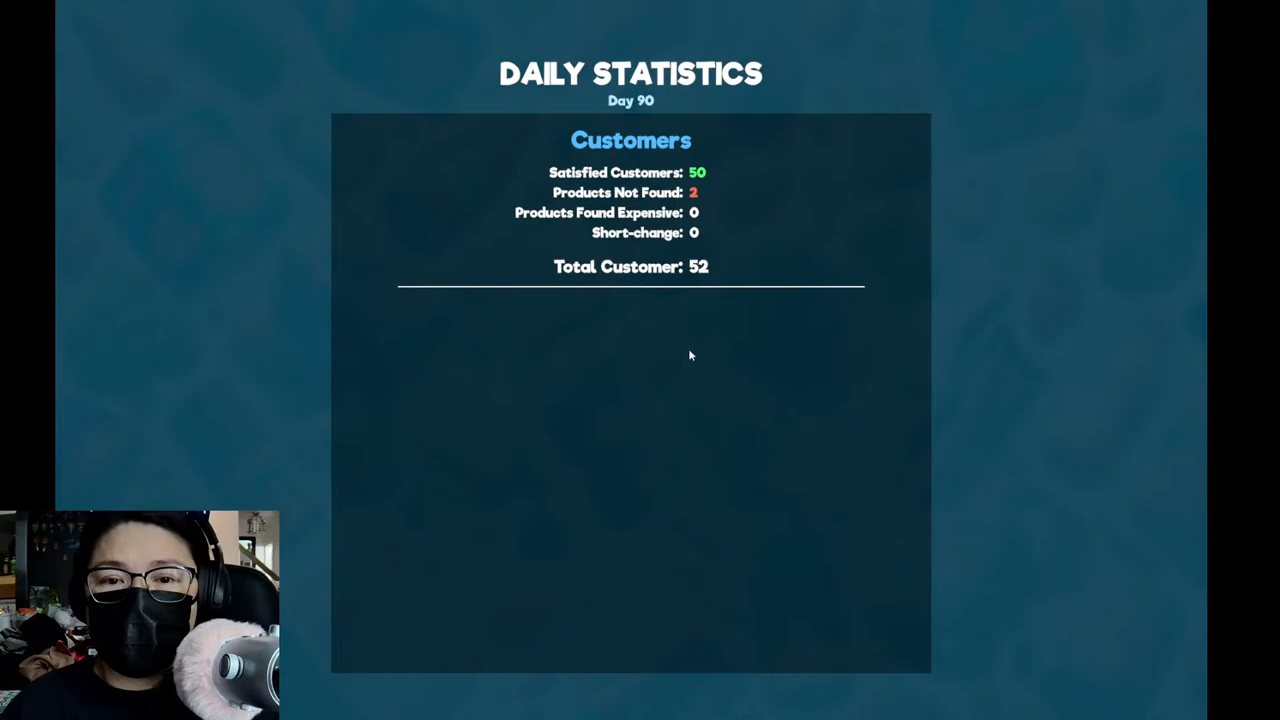 DAILY STATISTICS
Day 90
Customers
Satisfied Customers: 50
Products Not Found: 2
Products Found Expensive: 0
Short-change: 0
Total Customer: 52